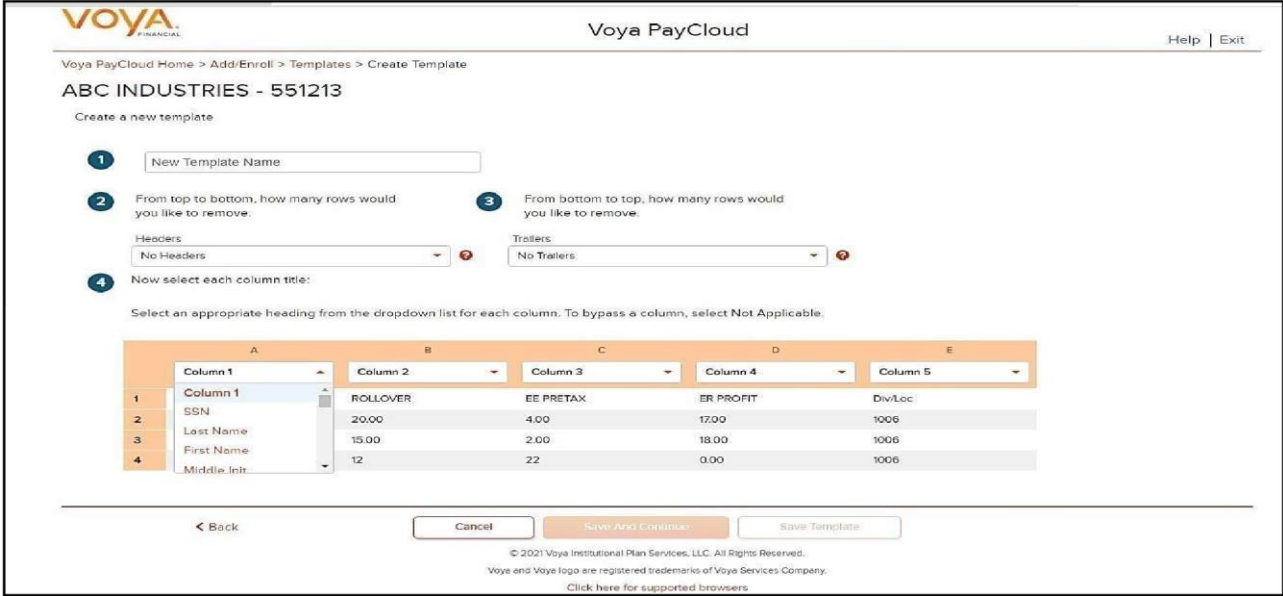 VOYA
FINANCIAL
Voya PayCloud
Help | Exit
Voya PayCloud Home > Add/Enroll > Templates > Create Template
ABC INDUSTRIES - 551213
Create a new template
1 New Template Name
2 From top to bottom, how many rows would
you like to remove.
3 From bottom to top, how many rows would
you like to remove.
Headers
No Headers ?
Trailers
No Trailers ?
4 Now select each column title:
Select an appropriate heading from the dropdown list for each column. To bypass a column, select Not Applicable.
A B C D E
Column 1 Column 2 Column 3 Column 4 Column 5
Column 1
SSN
Last Name
First Name
Middle Init
1 ROLLOVER EE PRETAX ER PROFIT Div/Loc
2 20.00 4.00 17.00 1006
3 15.00 2.00 18.00 1006
4 12 22 0.00 1006
< Back Cancel Save And Continue Save Template
© 2021 Voya Institutional Plan Services, LLC. All Rights Reserved.
Voya and Voya logo are registered trademarks of Voya Services Company.
Click here for supported browsers